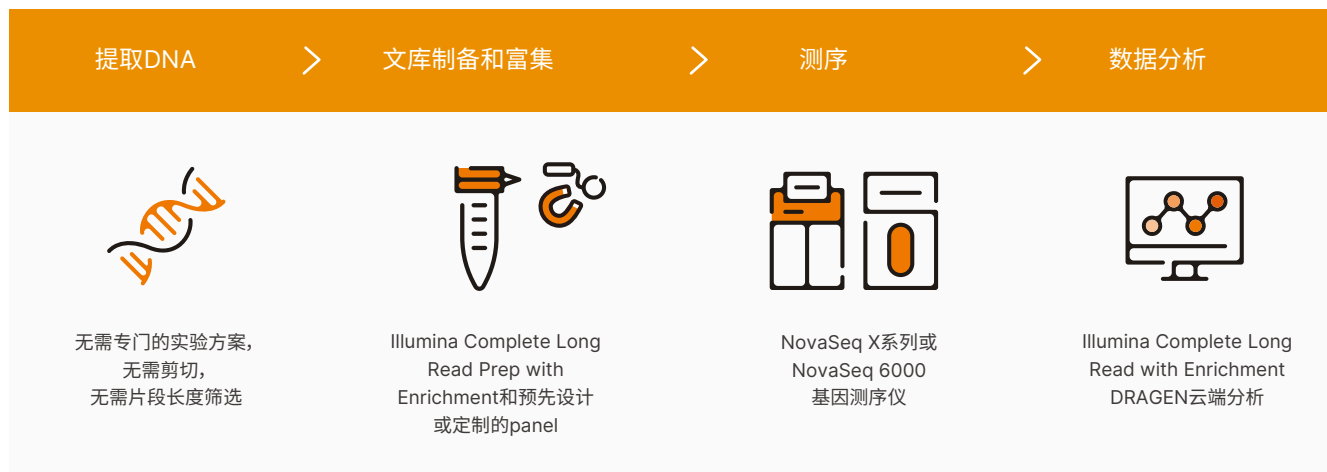 提取DNA
文库制备和富集
测序
数据分析
无需专门的实验方案，
无需剪切，
无需片段长度筛选
Illumina Complete Long
Read Prep with
Enrichment和预先设计
或定制的panel
NovaSeq X系列或
NovaSeq 6000
基因测序仪
Illumina Complete Long
Read with Enrichment
DRAGEN云端分析